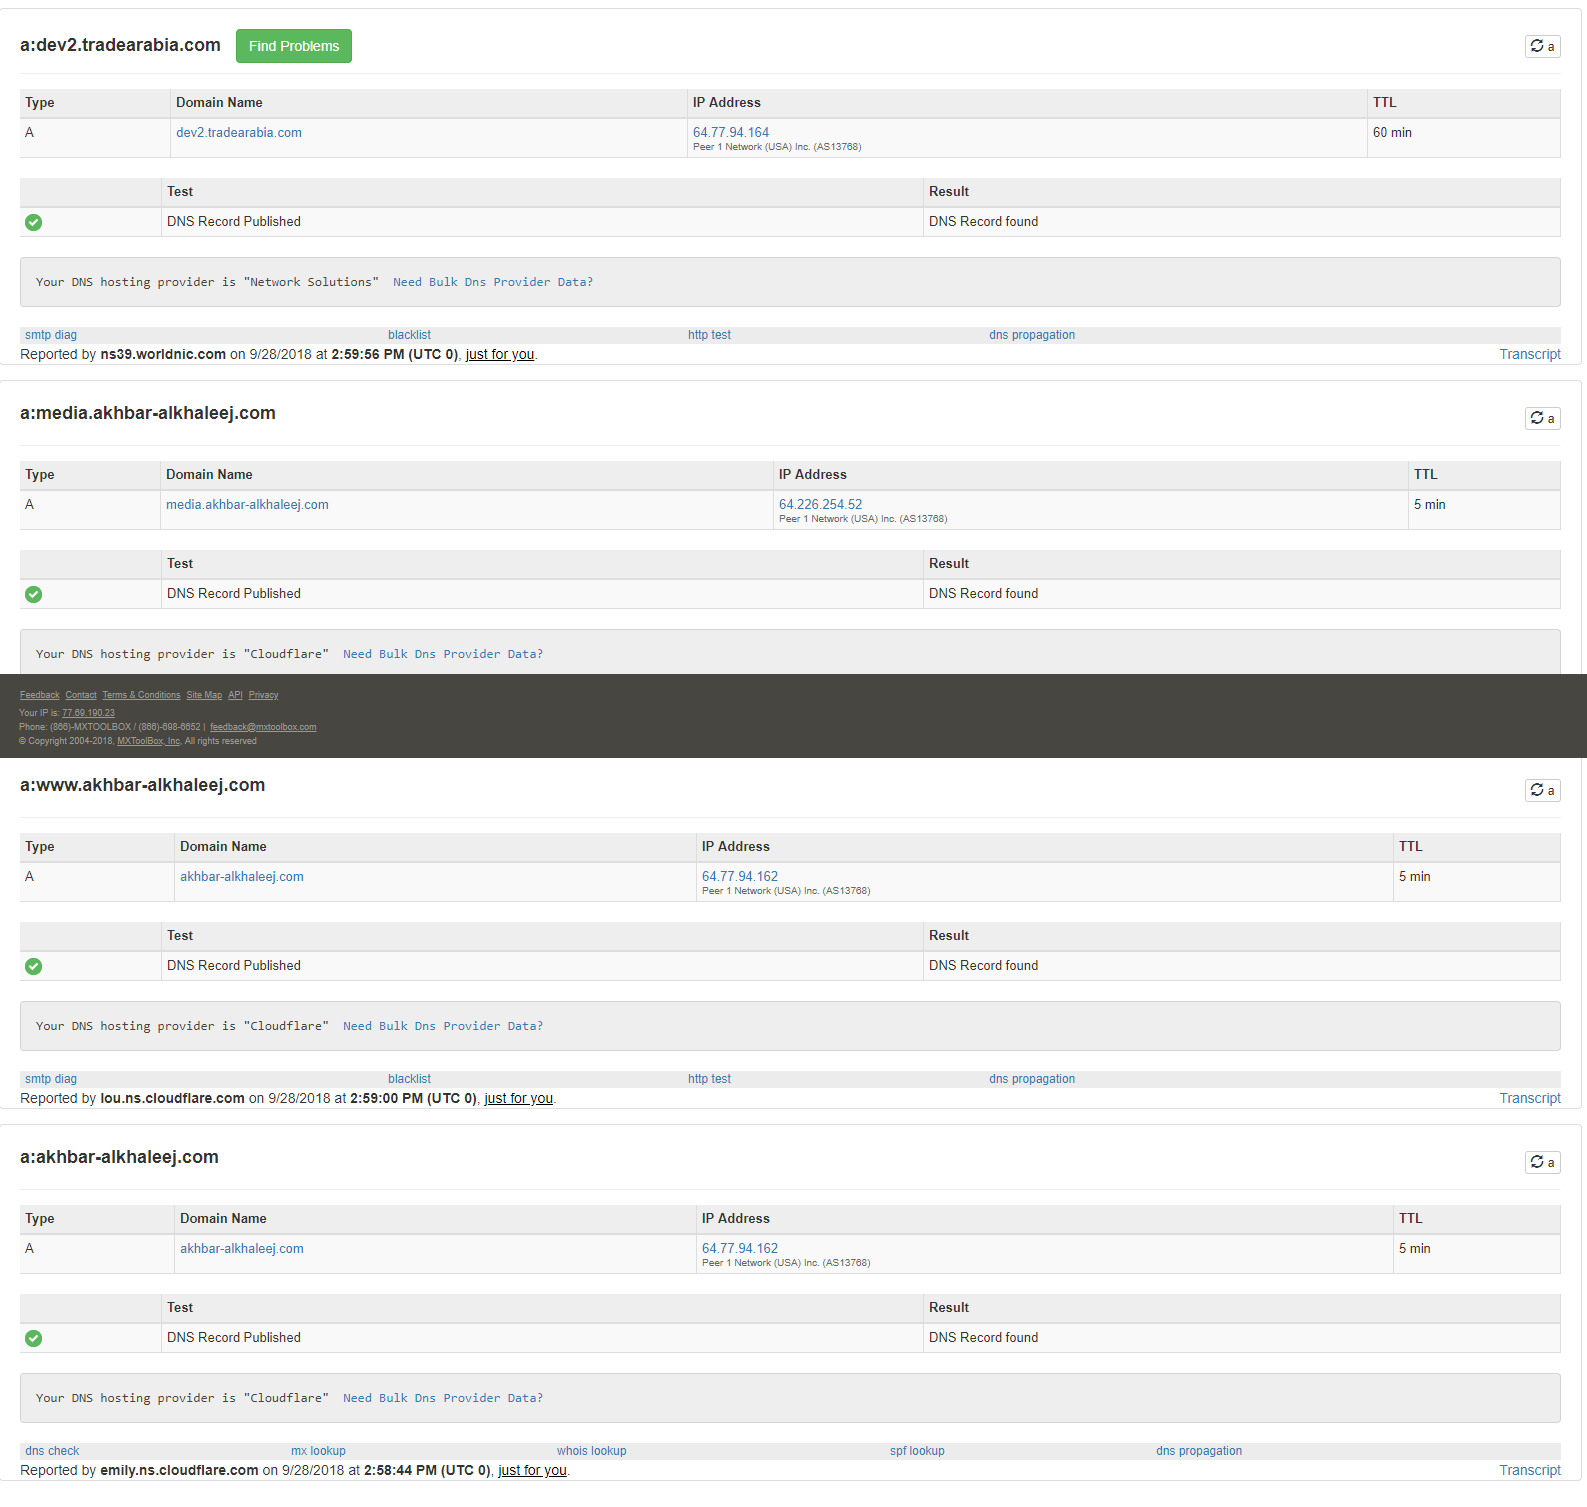 a:dev2.tradearabia.com Find Problems a
Type Domain Name IP Address TTL
A dev2.tradearabia.com 64.77.94.164 60 min
Peer 1 Network (USA) Inc. (AS13768)
Test Result
DNS Record Published DNS Record found
Your DNS hosting provider is "Network Solutions" Need Bulk Dns Provider Data?
smtp diag blacklist http test dns propagation
Reported by ns39.worldnic.com on 9/28/2018 at 2:59:56 PM (UTC 0), just for you. Transcript
a:media.akhbar-alkhaleej.com a
Type Domain Name IP Address TTL
A media.akhbar-alkhaleej.com 64.226.254.52 5 min
Peer 1 Network (USA) Inc. (AS13768)
Test Result
DNS Record Published DNS Record found
Your DNS hosting provider is "Cloudflare" Need Bulk Dns Provider Data?
Feedback Contact Terms & Conditions Site Map API Privacy
Your IP is: 77.69.190.23
Phone: (866)-MXTOOLBOX / (866)-698-6652 | feedback@mxtoolbox.com
© Copyright 2004-2018, MXToolBox, Inc, All rights reserved
a:www.akhbar-alkhaleej.com a
Type Domain Name IP Address TTL
A akhbar-alkhaleej.com 64.77.94.162 5 min
Peer 1 Network (USA) Inc. (AS13768)
Test Result
DNS Record Published DNS Record found
Your DNS hosting provider is "Cloudflare" Need Bulk Dns Provider Data?
smtp diag blacklist http test dns propagation
Reported by lou.ns.cloudflare.com on 9/28/2018 at 2:59:00 PM (UTC 0), just for you. Transcript
a:akhbar-alkhaleej.com a
Type Domain Name IP Address TTL
A akhbar-alkhaleej.com 64.77.94.162 5 min
Peer 1 Network (USA) Inc. (AS13768)
Test Result
DNS Record Published DNS Record found
Your DNS hosting provider is "Cloudflare" Need Bulk Dns Provider Data?
dns check mx lookup whois lookup spf lookup dns propagation
Reported by emily.ns.cloudflare.com on 9/28/2018 at 2:58:44 PM (UTC 0), just for you. Transcript